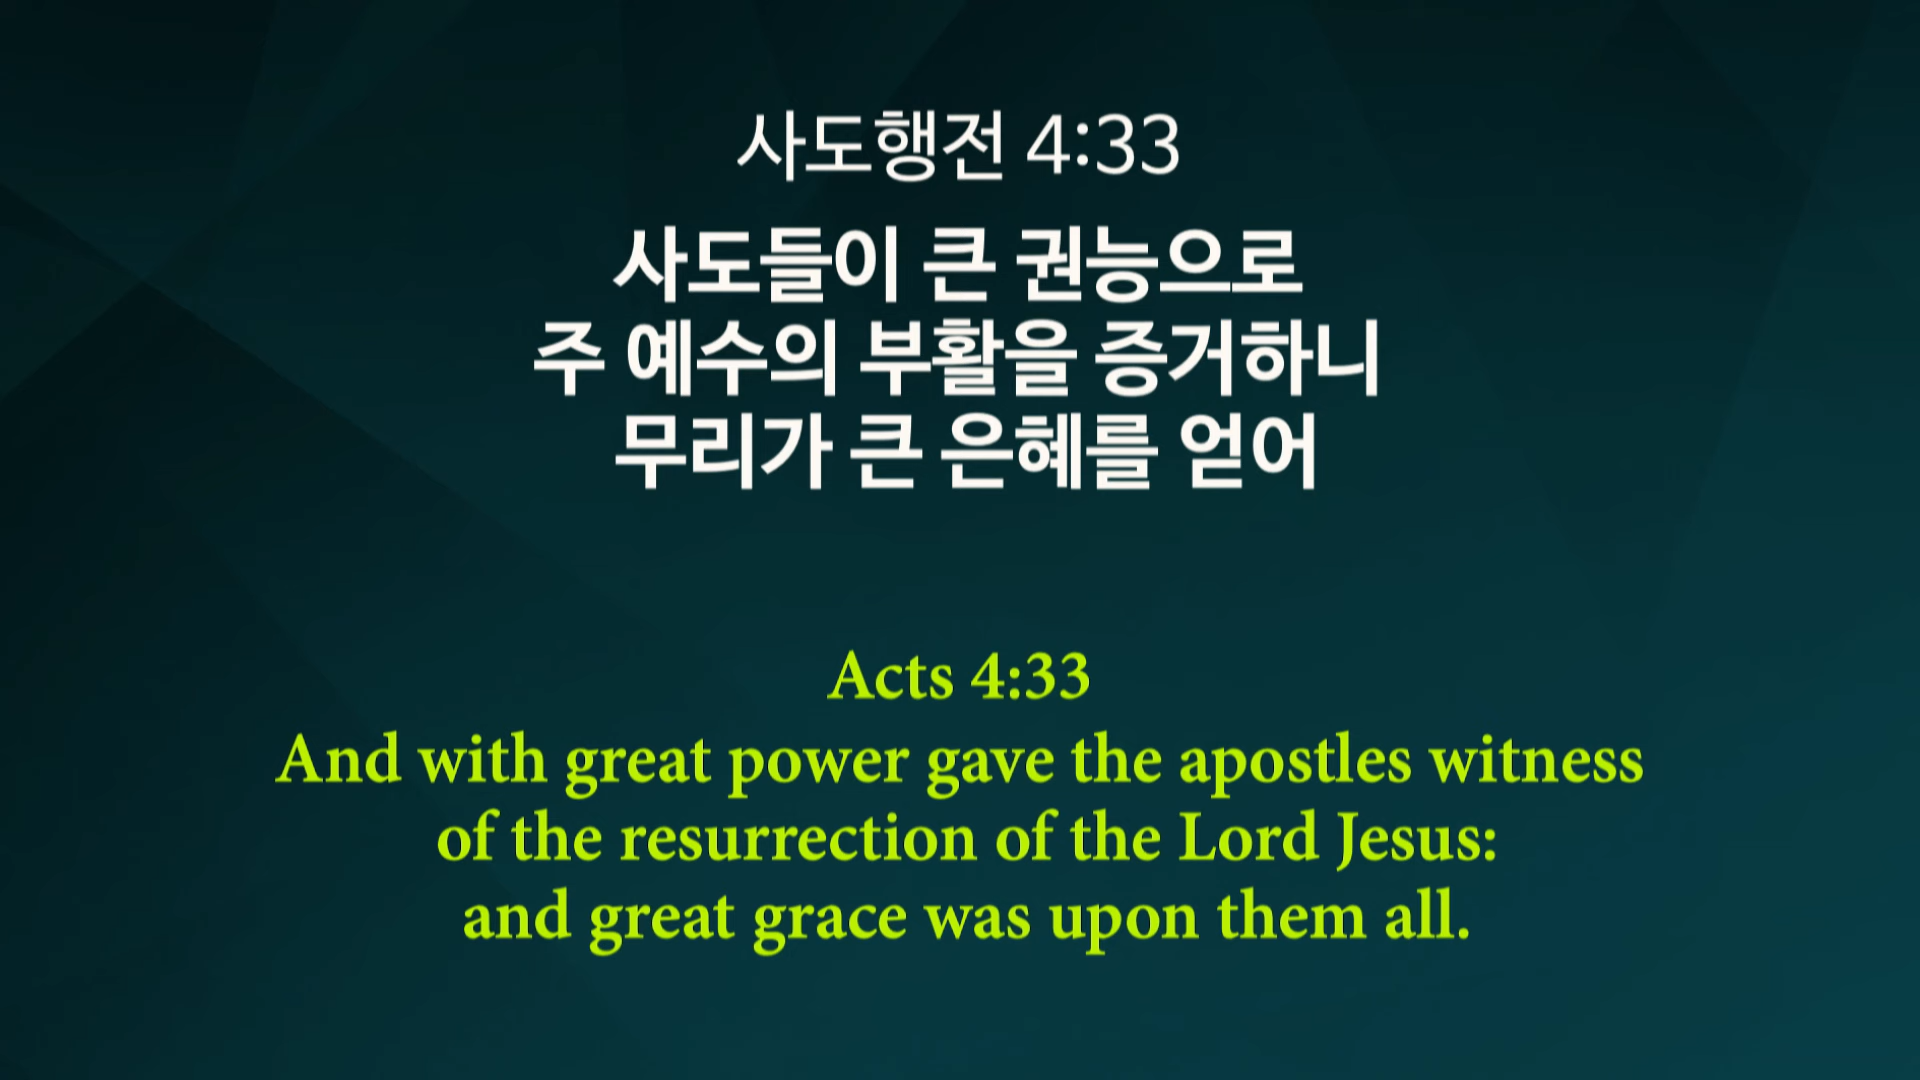 사도행전 4:33
사도들이 큰 권능으로
주 예수의 부활을 증거하니
무리가 큰 은혜를 얻어
Acts 4:33
And with great power gave the apostles witness
of the resurrection of the Lord Jesus:
and great grace was upon them all.